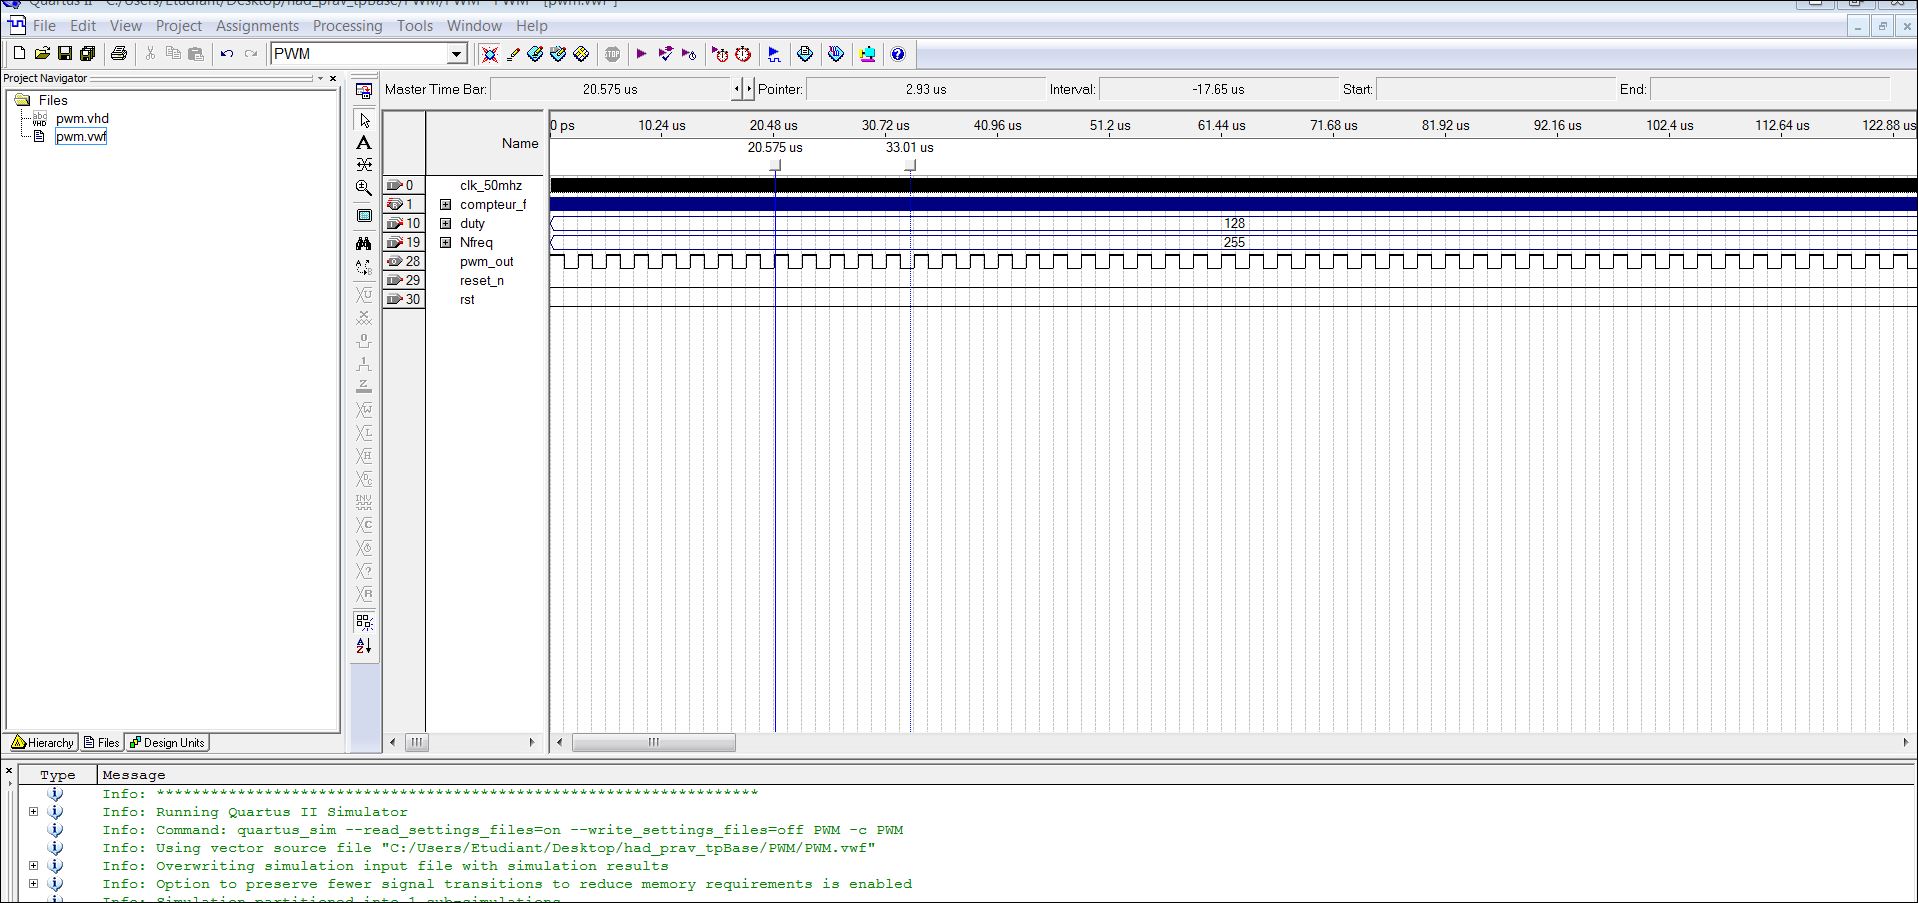 Quartus II - C:/Users/Etudiant/Desktop/had_prav_tpBase/PWM/PWM - PWM - [pwm.vwf*]
File Edit View Project Assignments Processing Tools Window Help
PWM
Project Navigator
Files
pwm.vhd
pwm.vwf
Hierarchy Files Design Units
Master Time Bar: 20.575 us Pointer: 2.93 us Interval: -17.65 us Start: End:
0 ps 10.24 us 20.48 us 30.72 us 40.96 us 51.2 us 61.44 us 71.68 us 81.92 us 92.16 us 102.4 us 112.64 us 122.88 us
Name
20.575 us 33.01 us
0 clk_50mhz
1 compteur_f
10 duty 128
19 Nfreq 255
28 pwm_out
29 reset_n
30 rst
Type Message
Info: *******************************************************************
Info: Running Quartus II Simulator
Info: Command: quartus_sim --read_settings_files=on --write_settings_files=off PWM -c PWM
Info: Using vector source file "C:/Users/Etudiant/Desktop/had_prav_tpBase/PWM/PWM.vwf"
Info: Overwriting simulation input file with simulation results
Info: Option to preserve fewer signal transitions to reduce memory requirements is enabled
Info: Simulation partitioned into 1 sub-simulations